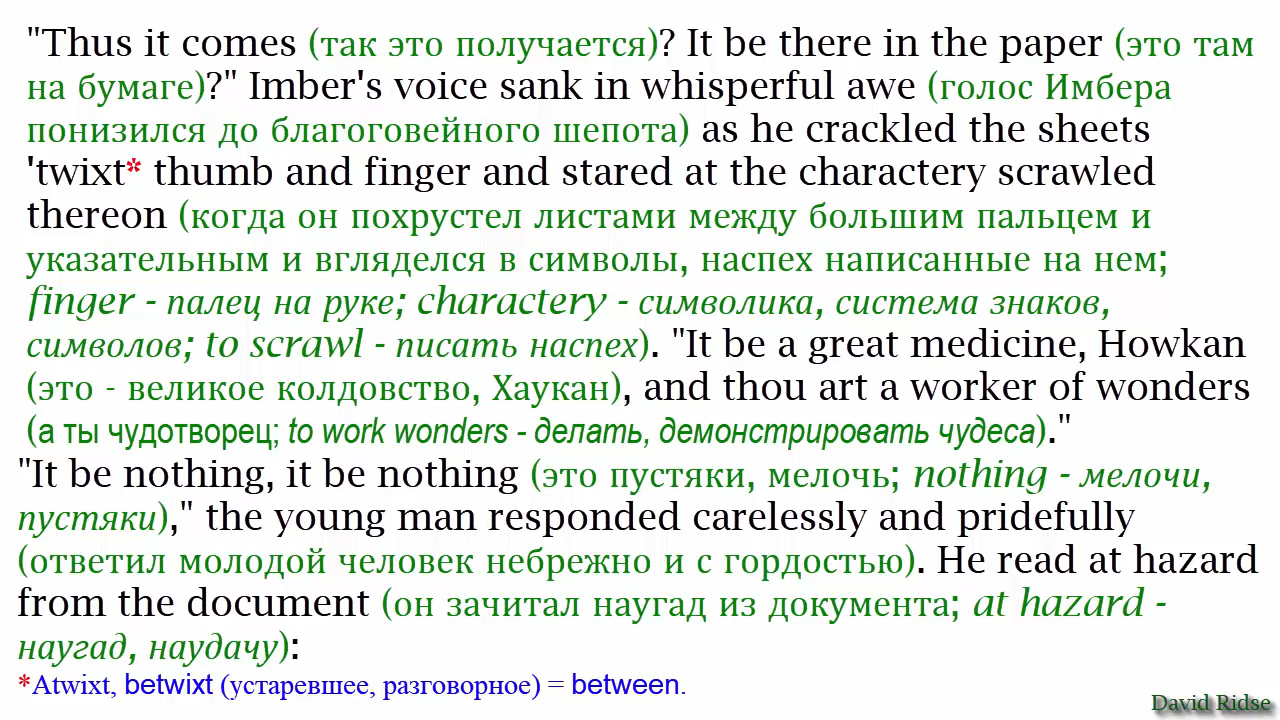 "Thus it comes (так это получается)? It be there in the paper (это там
на бумаге)?" Imber's voice sank in whisperful awe (голос Имбера
понизился до благоговейного шепота) as he crackled the sheets
'twixt* thumb and finger and stared at the charactery scrawled
thereon (когда он похрустел листами между большим пальцем и
указательным и вгляделся в символы, наспех написанные на нем;
finger - палец на руке; charactery - символика, система знаков,
символов; to scrawl - писать наспех). "It be a great medicine, Howkan
(это - великое колдовство, Хаукан), and thou art a worker of wonders
(а ты чудотворец; to work wonders - делать, демонстрировать чудеса)."
"It be nothing, it be nothing (это пустяки, мелочь; nothing - мелочи,
пустяки)," the young man responded carelessly and pridefully
(ответил молодой человек небрежно и с гордостью). He read at hazard
from the document (он зачитал наугад из документа; at hazard -
наугад, наудачу):
*Atwixt, betwixt (устаревшее, разговорное) = between.
David Ridse